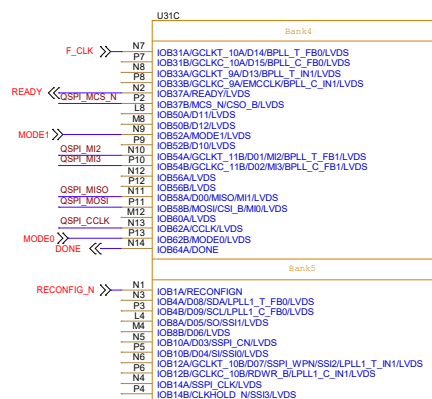 U31C
Bank4
F_CLK N7 IOB31A/GCLKT_10A/D14/BPLL_T_FB0/LVDS
P7 IOB31B/GCLKC_10A/D15/BPLL_C_FB0/LVDS
N8 IOB33A/GCLKT_9A/D13/BPLL_T_IN1/LVDS
P8 IOB33B/GCLKC_9A/EMCCLK/BPLL_C_IN1/LVDS
READY N2 IOB37A/READY/LVDS
QSPI_MCS_N P2 IOB37B/MCS_N/CSO_B/LVDS
L8 IOB50A/D11/LVDS
M8 IOB50B/D12/LVDS
MODE1 N9 IOB52A/MODE1/LVDS
P9 IOB52B/D10/LVDS
QSPI_MI2 N10 IOB54A/GCLKT_11B/D01/MI2/BPLL_T_FB1/LVDS
QSPI_MI3 P10 IOB54B/GCLKC_11B/D02/MI3/BPLL_C_FB1/LVDS
N12 IOB56A/LVDS
P12 IOB56B/LVDS
QSPI_MISO N11 IOB58A/D00/MISO/MI1/LVDS
QSPI_MOSI P11 IOB58B/MOSI/CSI_B/MI0/LVDS
M12 IOB60A/LVDS
QSPI_CCLK N13 IOB62A/CCLK/LVDS
MODE0 P13 IOB62B/MODE0/LVDS
DONE N14 IOB64A/DONE
Bank5
RECONFIG_N N1 IOB1A/RECONFIGN
N3 IOB4A/D08/SDA/LPLL1_T_FB0/LVDS
P3 IOB4B/D09/SCL/LPLL1_C_FB0/LVDS
L4 IOB8A/D05/SO/SSI1/LVDS
M4 IOB8B/D06/LVDS
N5 IOB10A/D03/SSPI_CN/LVDS
P5 IOB10B/D04/SI/SSI0/LVDS
N6 IOB12A/GCLKT_10B/D07/SSPI_WPN/SSI2/LPLL1_T_IN1/LVDS
P6 IOB12B/GCLKC_10B/RDWR_B/LPLL1_C_IN1/LVDS
N4 IOB14A/SSPI_CLK/LVDS
P4 IOB14B/CLKHOLD_N/SSI3/LVDS